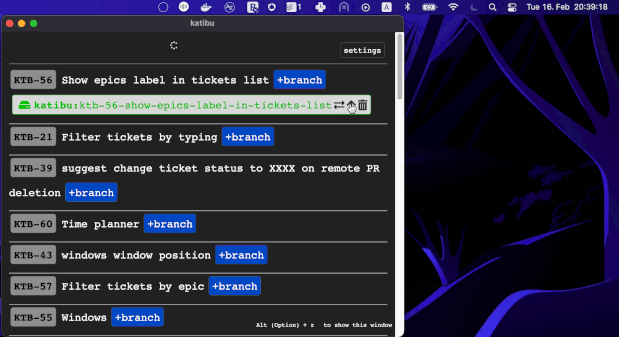 1 A Tue 16. Feb 20:39:18
katibu
settings
KTB-56 Show epics label in tickets list +branch
katibu:ktb-56-show-epics-label-in-tickets-list
KTB-21 Filter tickets by typing +branch
KTB-39 suggest change ticket status to XXXX on remote PR
deletion +branch
KTB-60 Time planner +branch
KTB-43 windows window position +branch
KTB-57 Filter tickets by epic +branch
KTB-55 Windows +branch
Alt (Option) + z to show this window